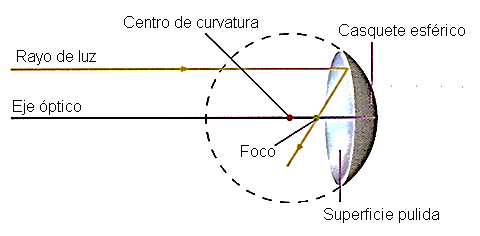 Centro de curvatura
Casquete esférico
Rayo de luz
Eje óptico
Foco
Superficie pulida